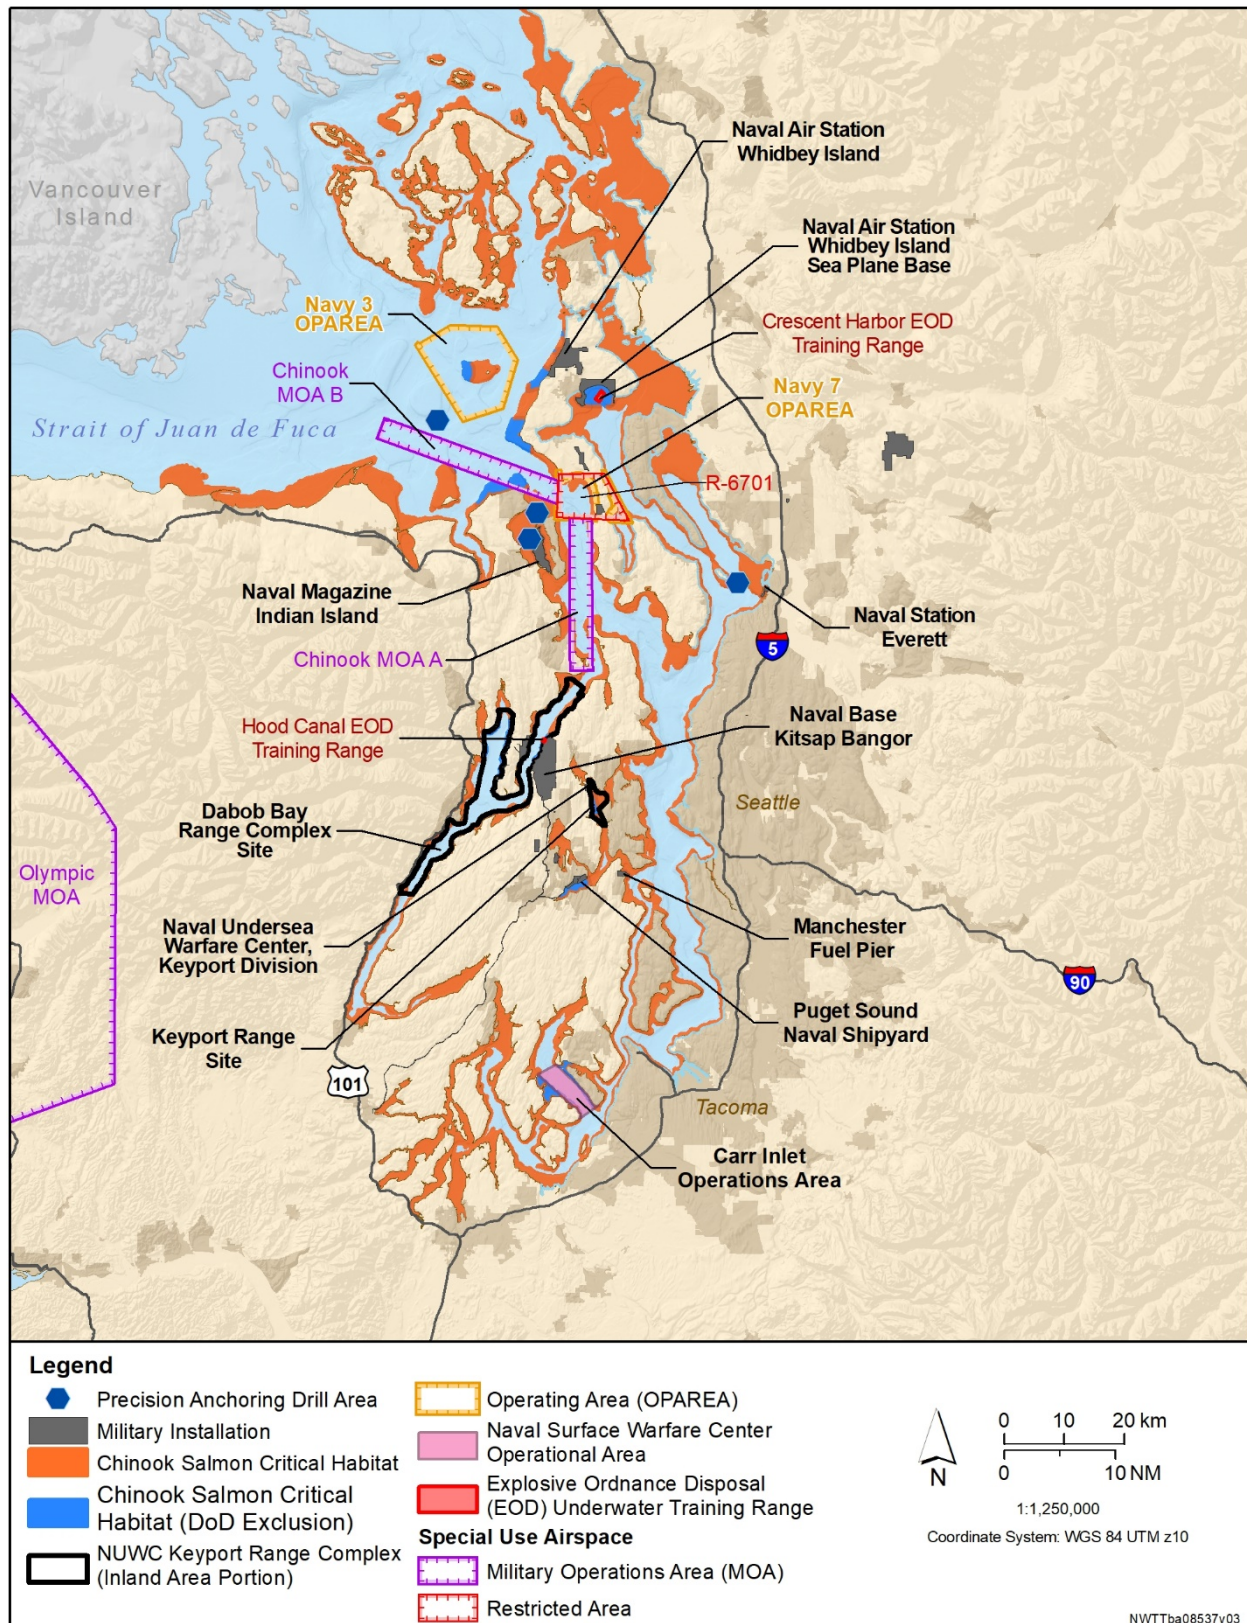 Naval Air Station
Whidbey Island
Vancouver
Island
Naval Air Station
Whidbey Island
Sea Plane Base
Navy 3
OPAREA
Crescent Harbor EOD
Training Range
Chinook
MOA B
Navy 7
OPAREA
Strait of Juan de Fuca
R-6701
Naval Magazine
Indian Island
Naval Station
Everett
5
Chinook MOA A
Hood Canal EOD
Training Range
Naval Base
Kitsap Bangor
Seattle
Dabob Bay
Range Complex
Site
Olympic
MOA
Naval Undersea
Warfare Center,
Keyport Division
Manchester
Fuel Pier
90
Puget Sound
Naval Shipyard
Keyport Range
Site
101
Tacoma
Carr Inlet
Operations Area
Legend
Precision Anchoring Drill Area
Military Installation
Chinook Salmon Critical Habitat
Chinook Salmon Critical
Habitat (DoD Exclusion)
NUWC Keyport Range Complex
(Inland Area Portion)
Operating Area (OPAREA)
Naval Surface Warfare Center
Operational Area
Explosive Ordnance Disposal
(EOD) Underwater Training Range
Special Use Airspace
Military Operations Area (MOA)
Restricted Area
N
0 10 20 km
0 10 NM
1:1,250,000
Coordinate System: WGS 84 UTM z10
NWTTba08537v03